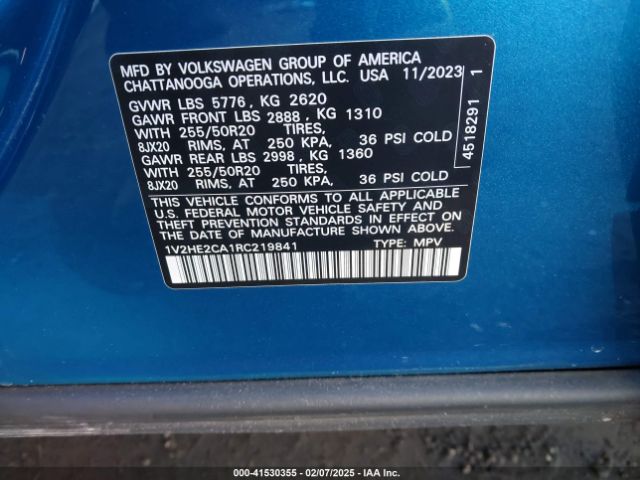 MFD BY VOLKSWAGEN GROUP OF AMERICA
CHATTANOOGA OPERATIONS, LLC. USA 11/2023
GVWR LBS 5776, KG 2620
GAWR FRONT LBS 2888, KG 1310
WITH 255/50R20 TIRES,
8JX20 RIMS, AT 250 KPA, 36 PSI COLD
GAWR REAR LBS 2998, KG 1360
WITH 255/50R20 TIRES,
8JX20 RIMS, AT 250 KPA, 36 PSI COLD
THIS VEHICLE CONFORMS TO ALL APPLICABLE
U.S. FEDERAL MOTOR VEHICLE SAFETY AND
THEFT PREVENTION STANDARDS IN EFFECT ON
THE DATE OF MANUFACTURE SHOWN ABOVE.
1V2HE2CA1RC219841 TYPE: MPV
4518291 1
000-41530355 - 02/07/2025 - IAA Inc.